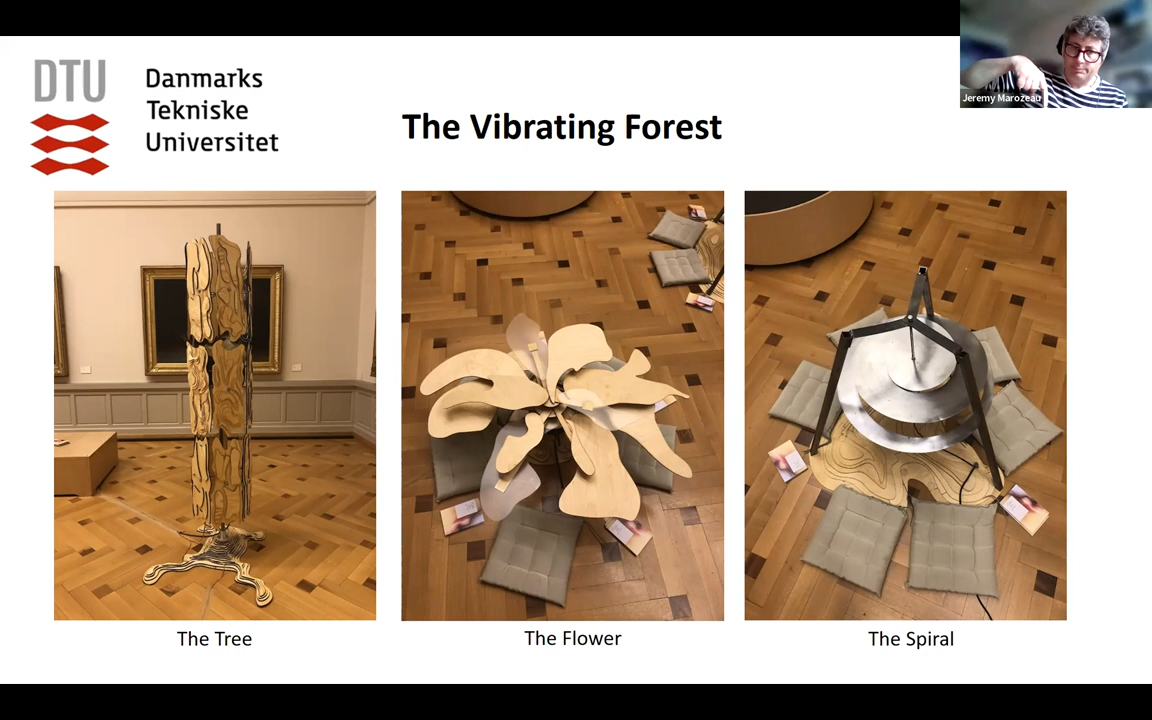 DTU
Danmarks
Tekniske
Universitet
The Vibrating Forest
Jeremy Marozeau
The Tree
The Flower
The Spiral